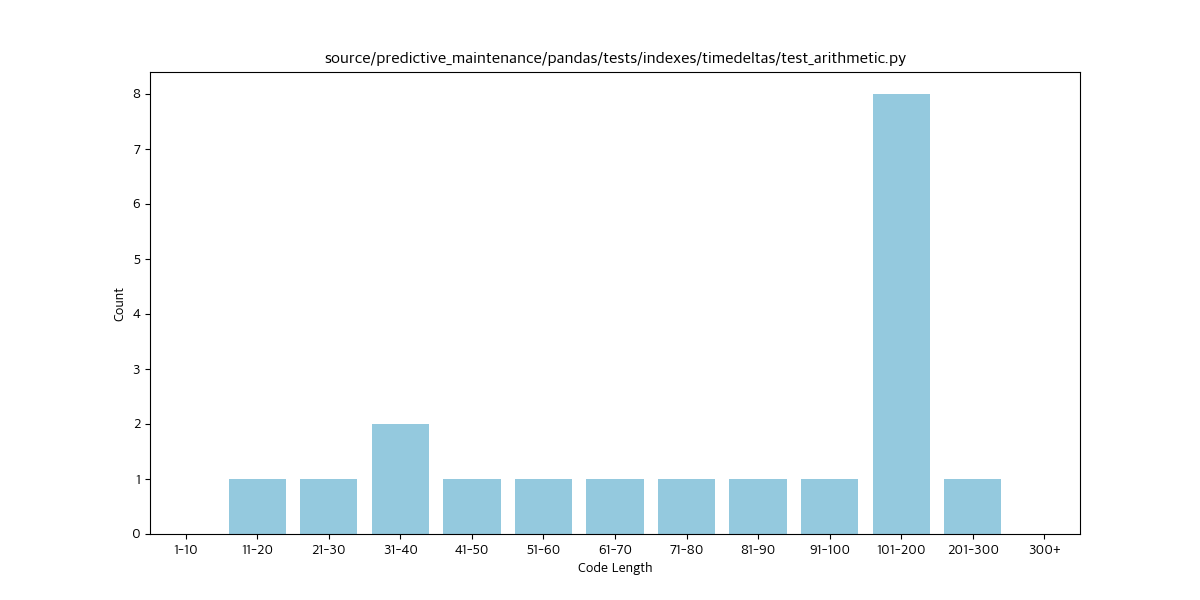 source/predictive_maintenance/pandas/tests/indexes/timedeltas/test_arithmetic.py
8
7
6
5
4
3
2
1
0
Count
1-10 11-20 21-30 31-40 41-50 51-60 61-70 71-80 81-90 91-100 101-200 201-300 300+
Code Length